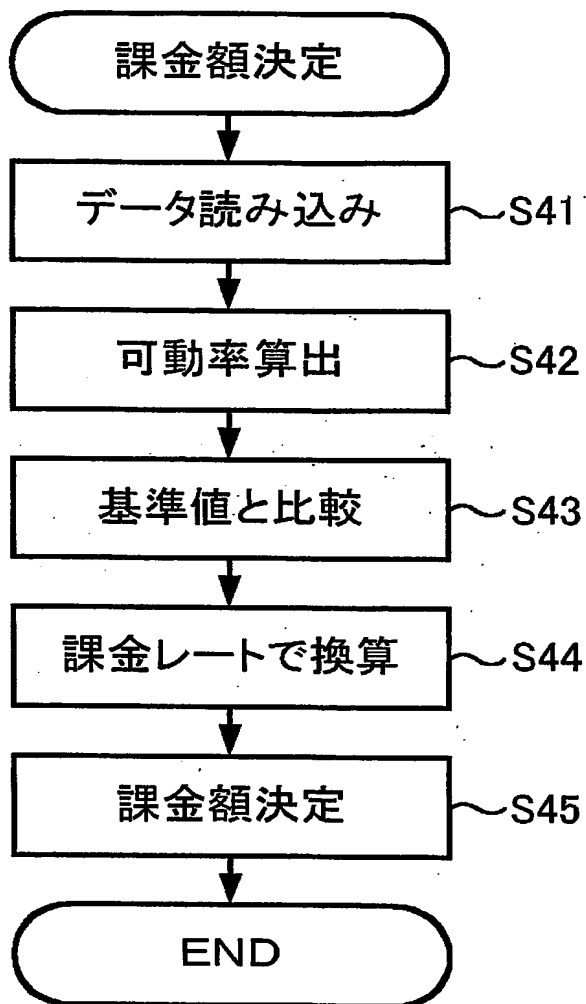 課金額決定
データ読み込み S41
可動率算出 S42
基準値と比較 S43
課金レートで換算 S44
課金額決定 S45
END